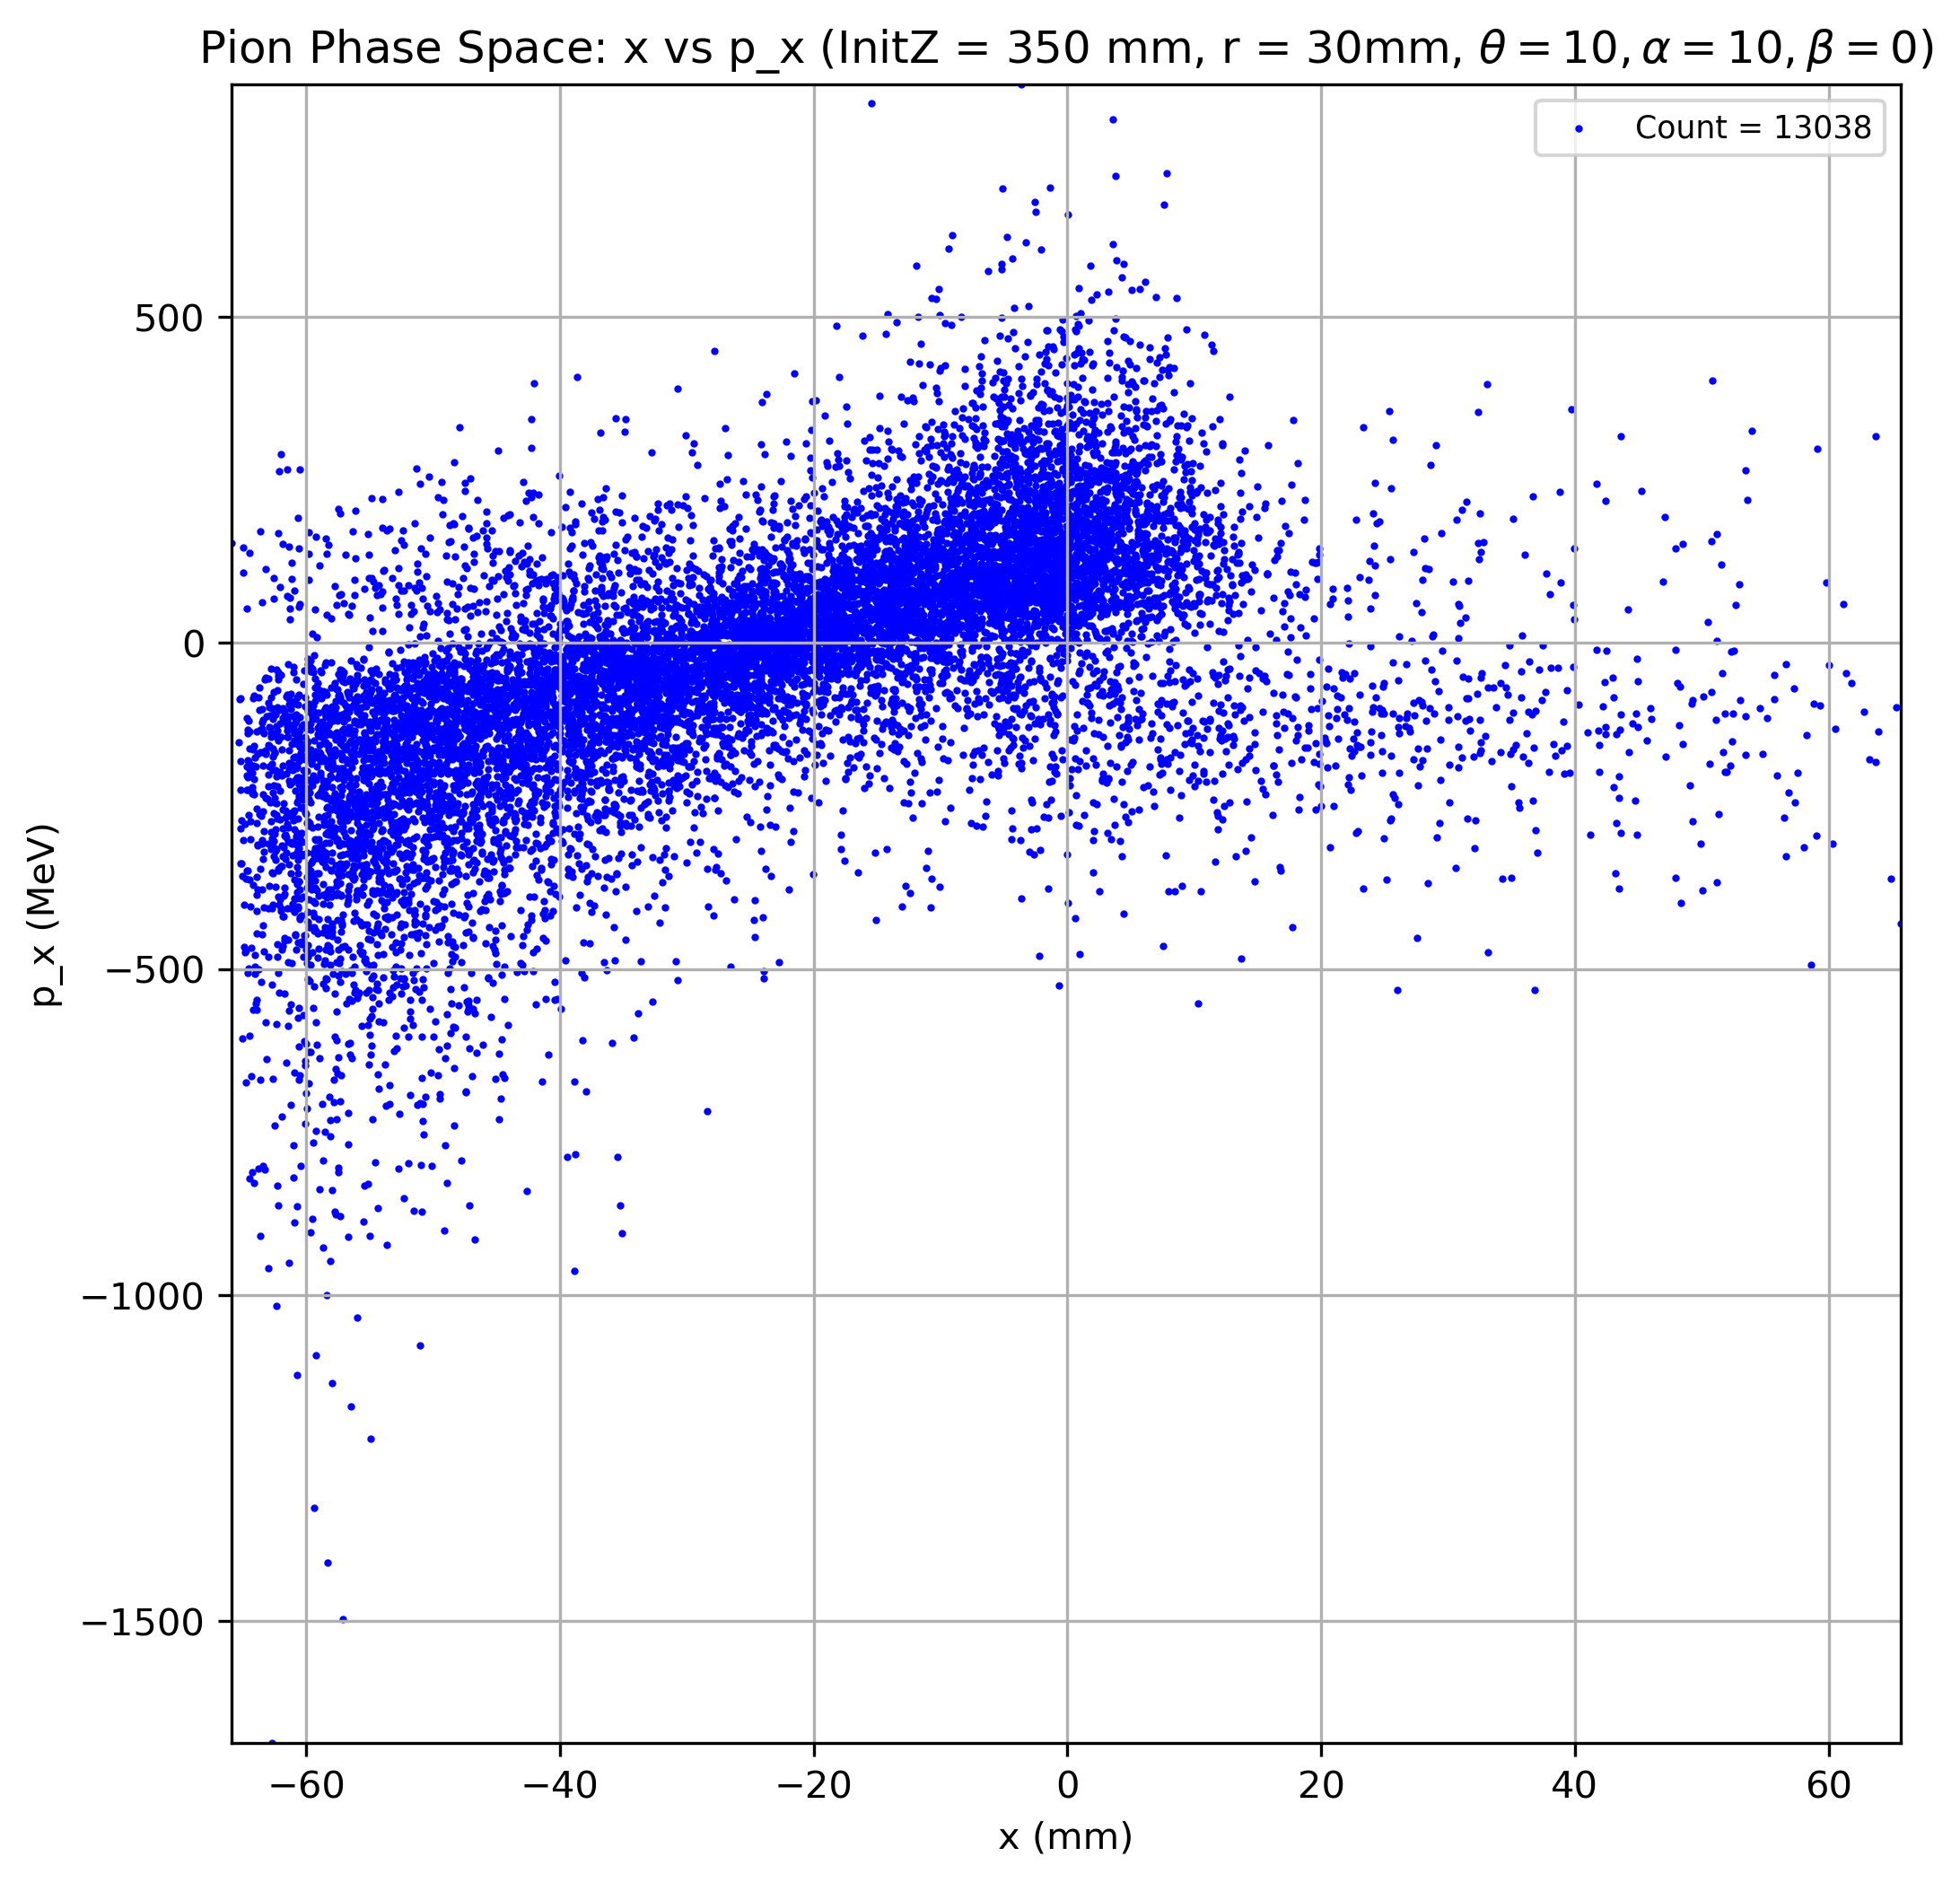 Pion Phase Space: x vs p_x (InitZ = 350 mm, r = 30mm, θ = 10, α = 10, β = 0)
Count = 13038
500
0
−500
−1000
−1500
p_x (MeV)
−60 −40 −20 0 20 40 60
x (mm)